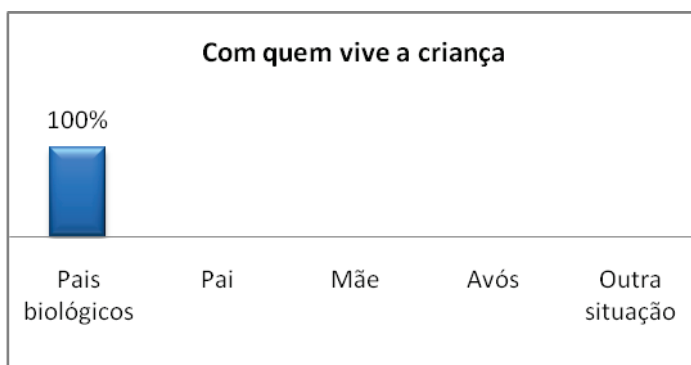 Com quem vive a criança
100%
Pais biológicos
Pai
Mãe
Avós
Outra situação